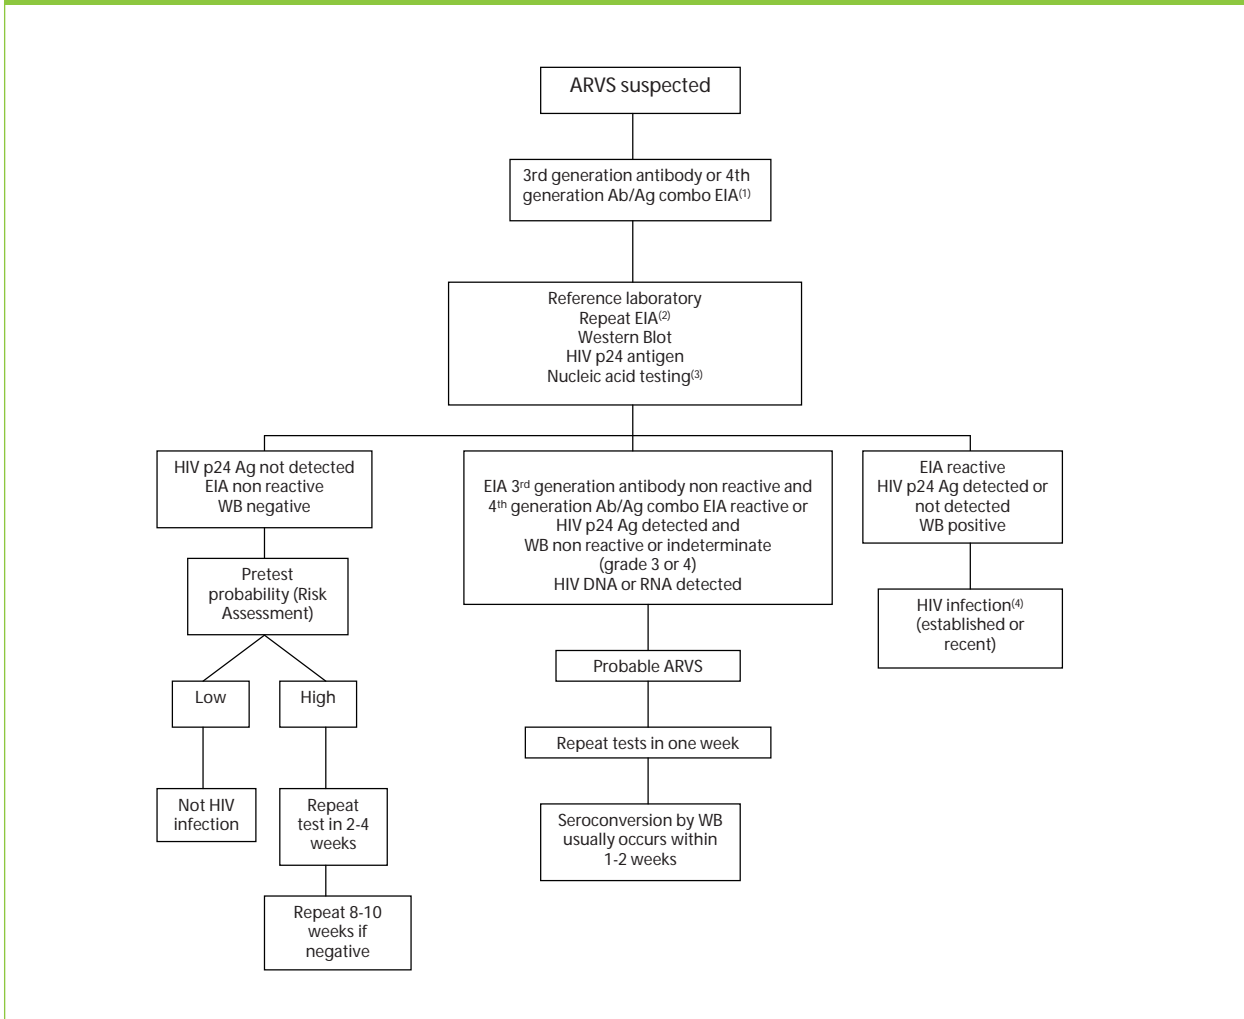 ARVS suspected
3rd generation antibody or 4th
generation Ab/Ag combo EIA(1)
Reference laboratory
Repeat EIA(2)
Western Blot
HIV p24 antigen
Nucleic acid testing(3)
HIV p24 Ag not detected
EIA non reactive
WB negative
Pretest
probability (Risk
Assessment)
Low
High
Not HIV
infection
Repeat
test in 2-4
weeks
Repeat 8-10
weeks if
negative
EIA 3rd generation antibody non reactive and
4th generation Ab/Ag combo EIA reactive or
HIV p24 Ag detected and
WB non reactive or indeterminate
(grade 3 or 4)
HIV DNA or RNA detected
Probable ARVS
Repeat tests in one week
Seroconversion by WB
usually occurs within
1-2 weeks
EIA reactive
HIV p24 Ag detected or
not detected
WB positive
HIV infection(4)
(established or
recent)